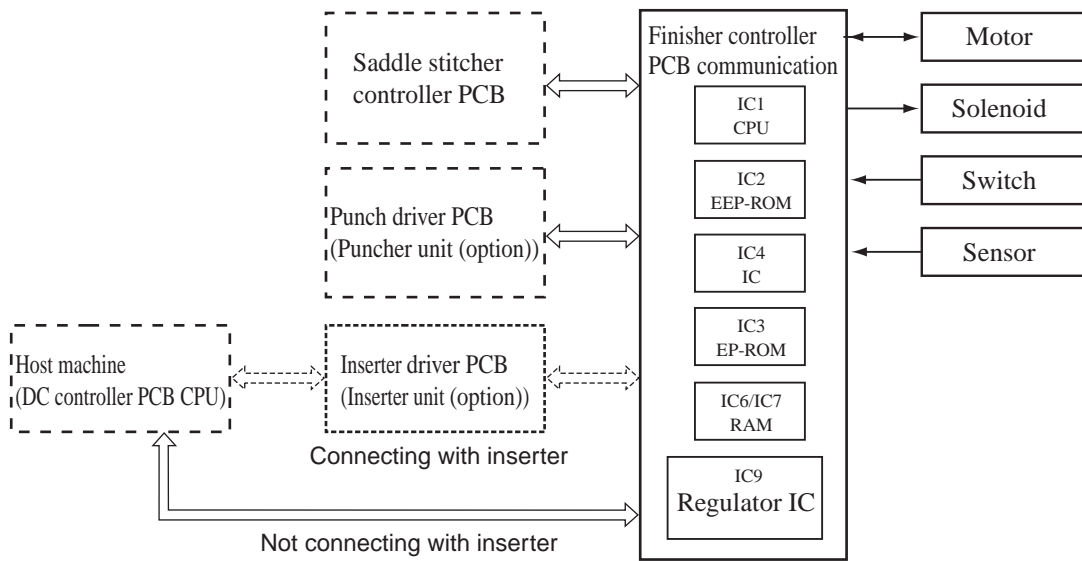 Saddle stitcher
controller PCB
Punch driver PCB
(Puncher unit (option))
Host machine
(DC controller PCB CPU)
Inserter driver PCB
(Inserter unit (option))
Connecting with inserter
Not connecting with inserter
Finisher controller
PCB communication
IC1
CPU
IC2
EEP-ROM
IC4
IC
IC3
EP-ROM
IC6/IC7
RAM
IC9
Regulator IC
Motor
Solenoid
Switch
Sensor